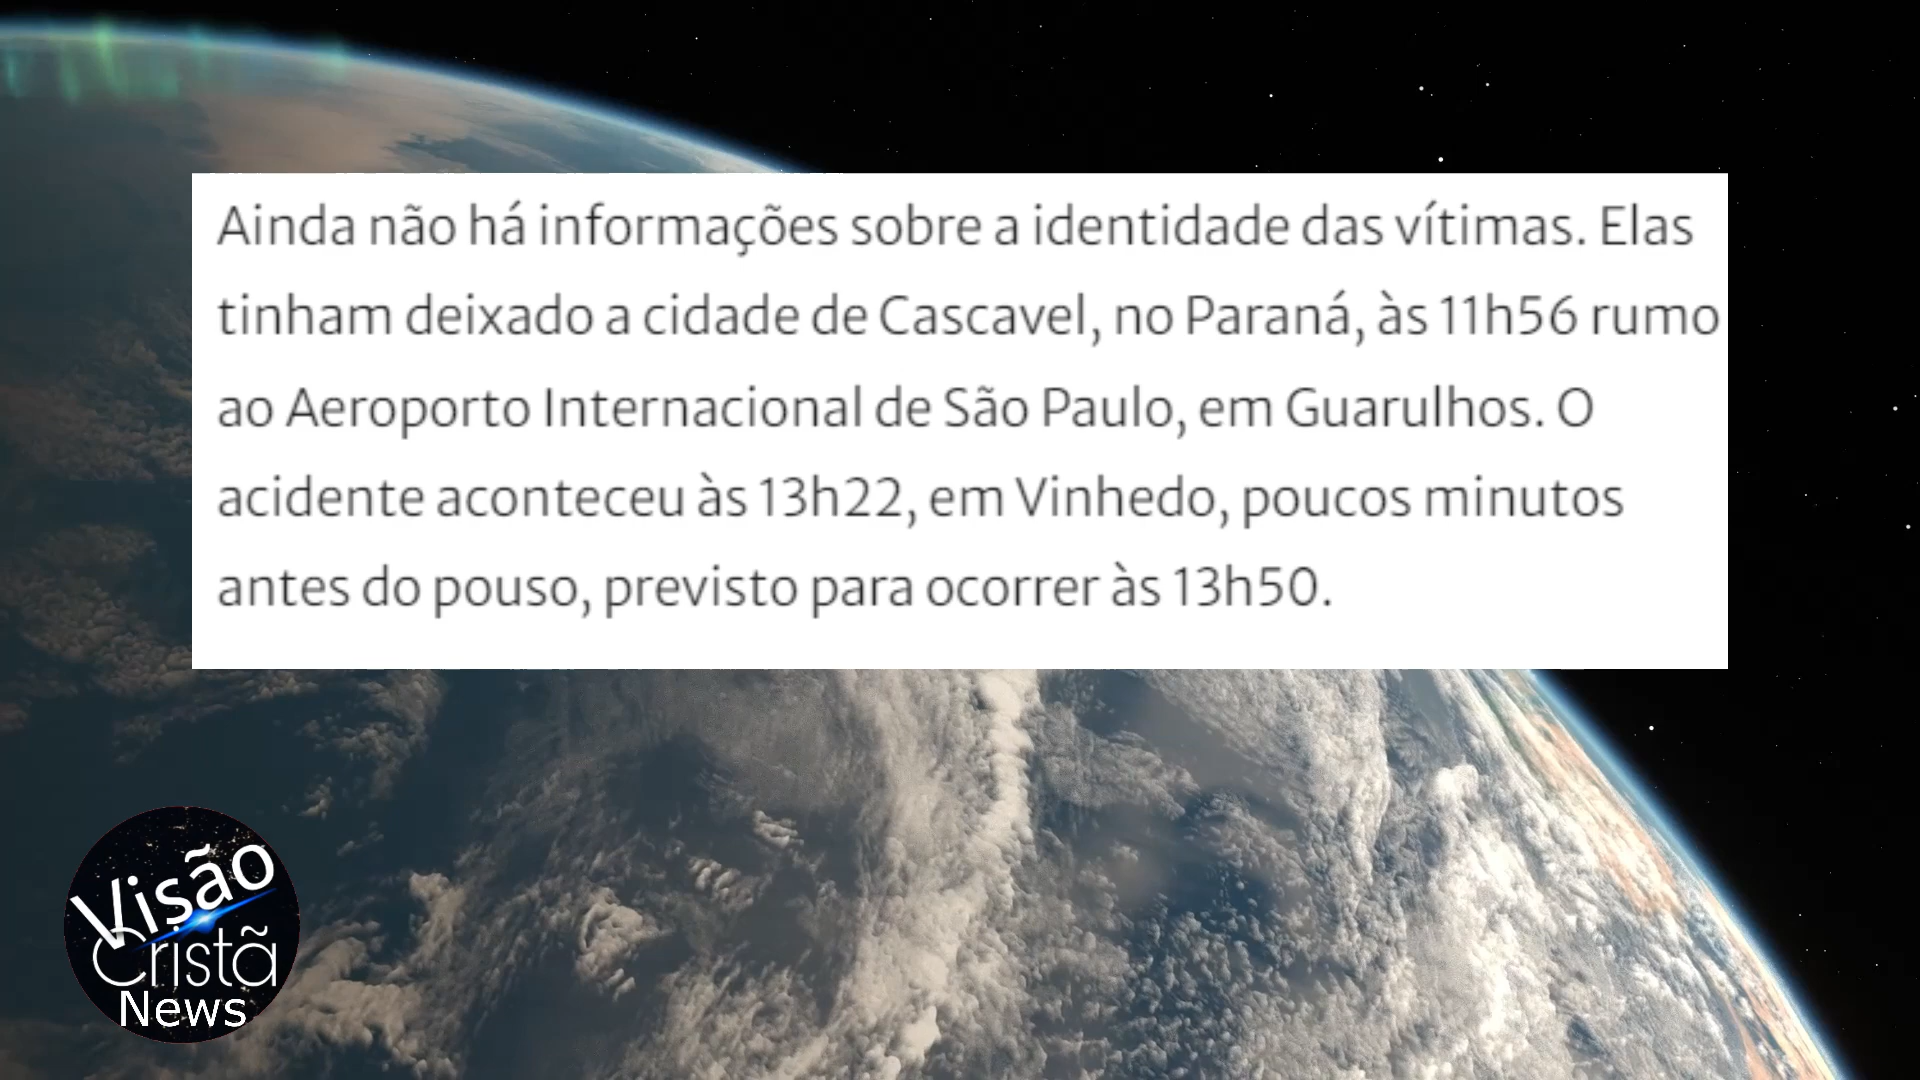 Ainda não há informações sobre a identidade das vítimas. Elas
tinham deixado a cidade de Cascavel, no Paraná, às 11h56 rumo
ao Aeroporto Internacional de São Paulo, em Guarulhos. O
acidente aconteceu às 13h22, em Vinhedo, poucos minutos
antes do pouso, previsto para ocorrer às 13h50.
Visão
Cristã
News